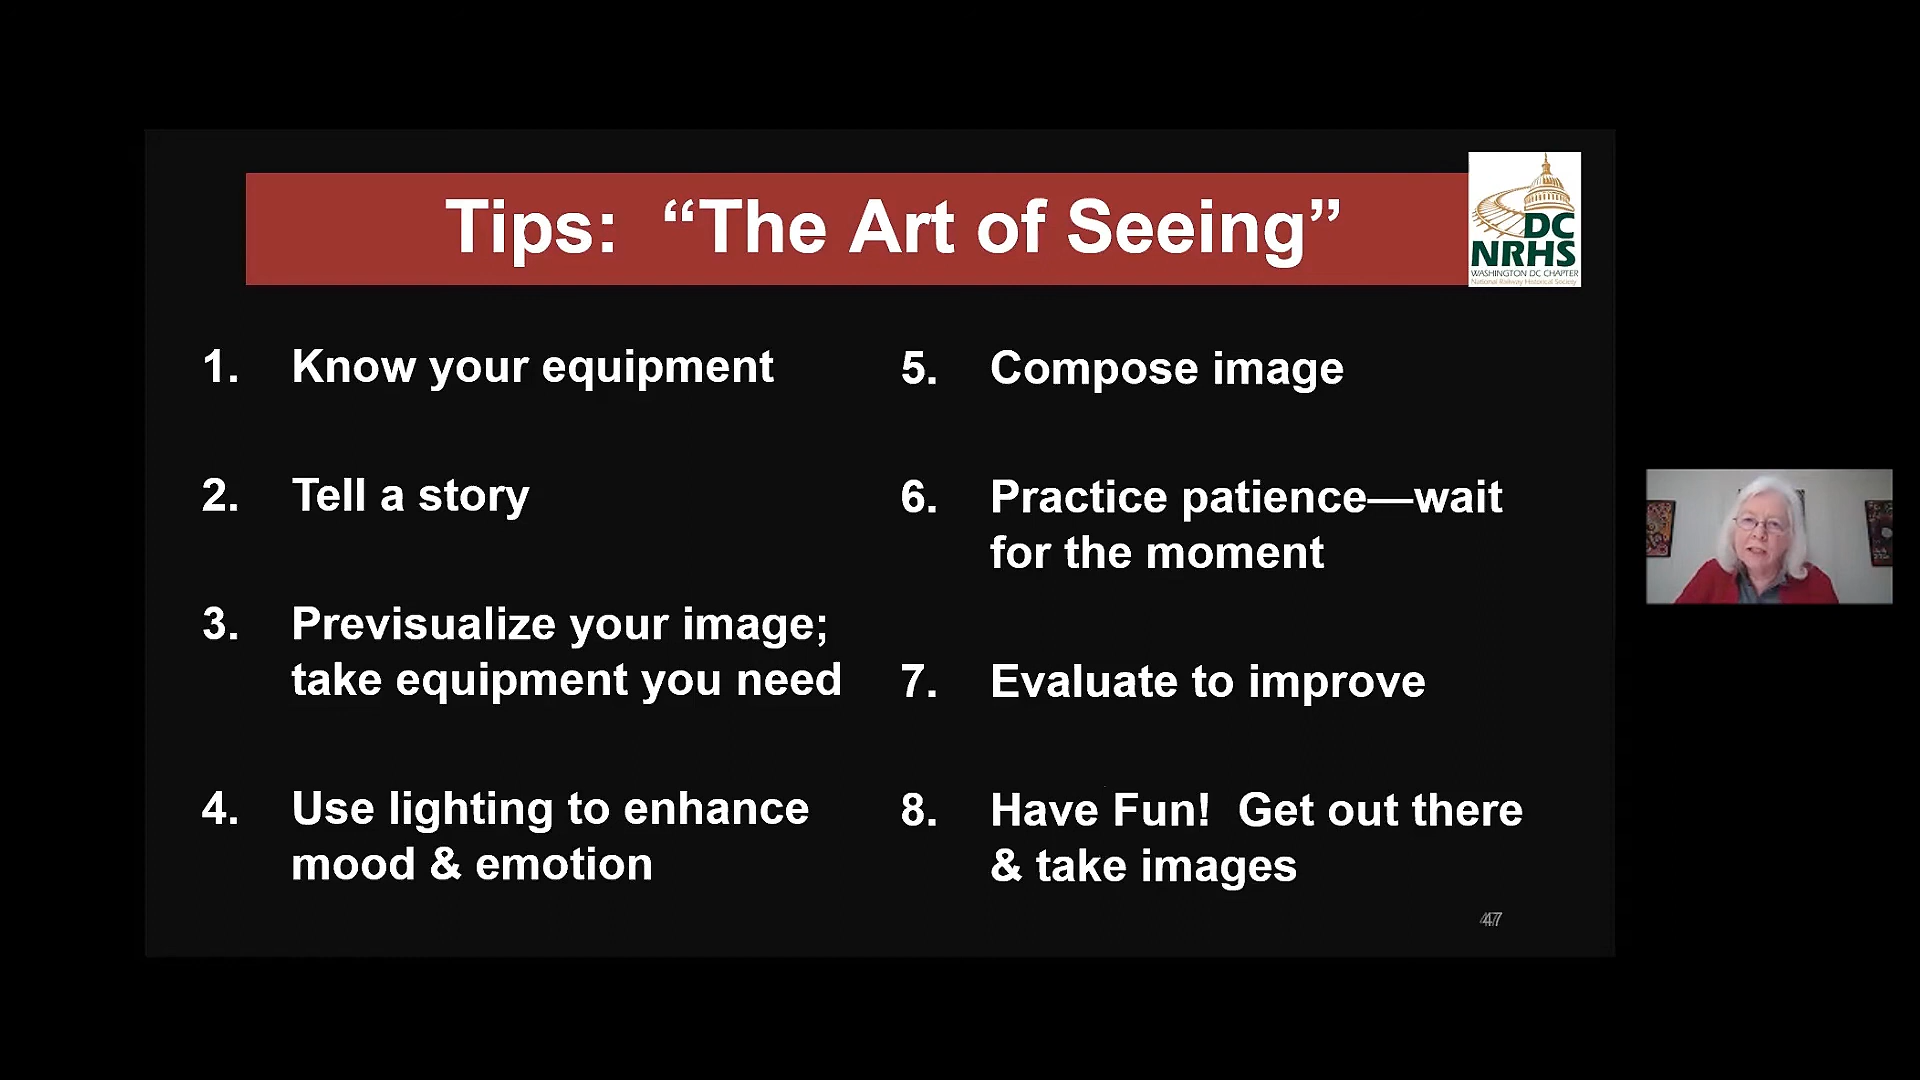 Tips: “The Art of Seeing”
DC
NRHS
WASHINGTON DC CHAPTER
National Railway Historical Society
1. Know your equipment
2. Tell a story
3. Previsualize your image;
take equipment you need
4. Use lighting to enhance
mood & emotion
5. Compose image
6. Practice patience—wait
for the moment
7. Evaluate to improve
8. Have Fun! Get out there
& take images
47